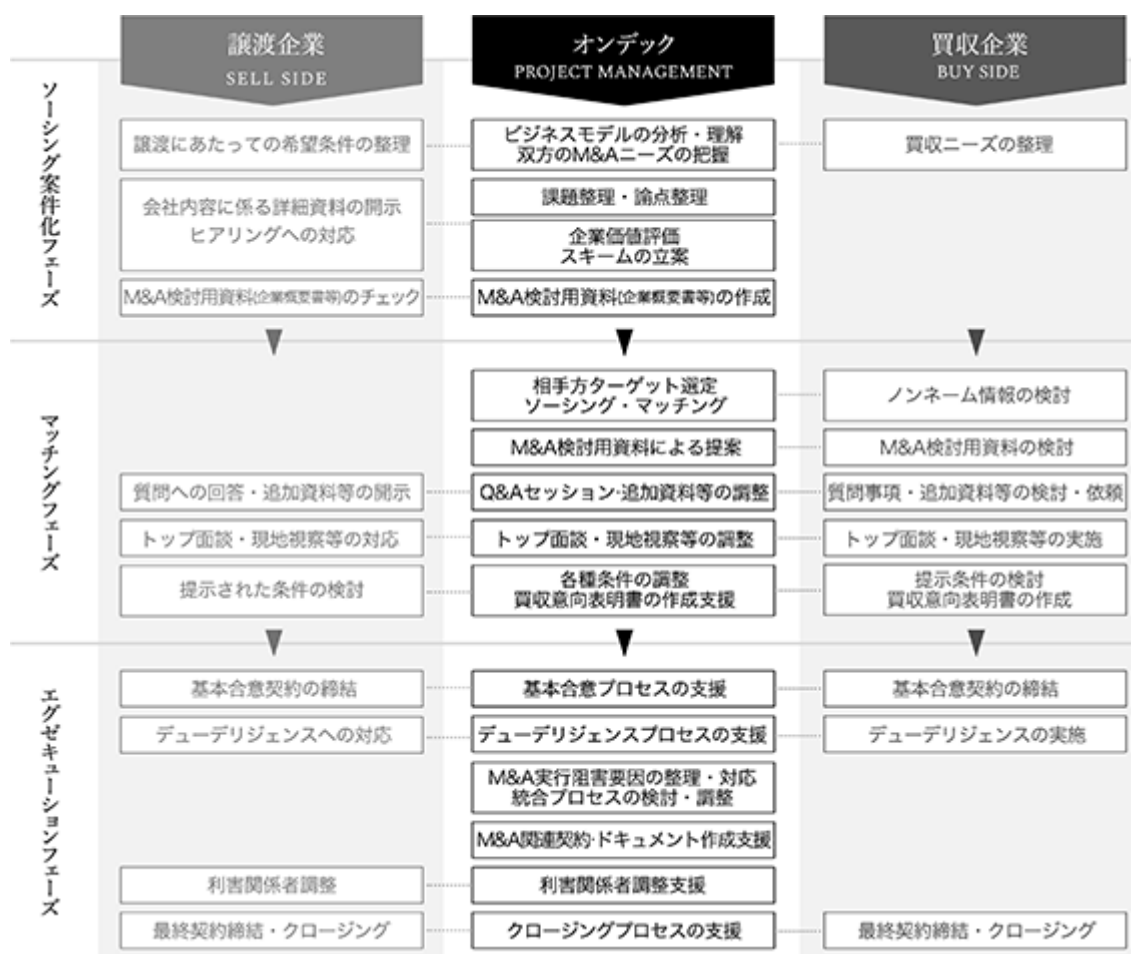 譲渡企業
SELL SIDE
オンデック
PROJECT MANAGEMENT
買収企業
BUY SIDE
ソーシング案件化フェーズ
譲渡にあたっての希望条件の整理
ビジネスモデルの分析・理解
双方のM&Aニーズの把握
買収ニーズの整理
会社内容に係る詳細資料の開示
ヒアリングへの対応
課題整理・論点整理
企業価値評価
スキームの立案
M&A検討用資料(企業概要書等)のチェック
M&A検討用資料(企業概要書等)の作成
マッチングフェーズ
相手方ターゲット選定
ソーシング・マッチング
ノンネーム情報の検討
M&A検討用資料による提案
M&A検討用資料の検討
質問への回答・追加資料等の開示
Q&Aセッション・追加資料等の調整
質問事項・追加資料等の検討・依頼
トップ面談・現地視察等の対応
トップ面談・現地視察等の調整
トップ面談・現地視察等の実施
提示された条件の検討
各種条件の調整
買収意向表明書の作成支援
提示条件の検討
買収意向表明書の作成
エグゼキューションフェーズ
基本合意契約の締結
基本合意プロセスの支援
基本合意契約の締結
デューデリジェンスへの対応
デューデリジェンスプロセスの支援
デューデリジェンスの実施
M&A実行阻害要因の整理・対応
統合プロセスの検討・調整
M&A関連契約・ドキュメント作成支援
利害関係者調整
利害関係者調整支援
最終契約締結・クロージング
クロージングプロセスの支援
最終契約締結・クロージング